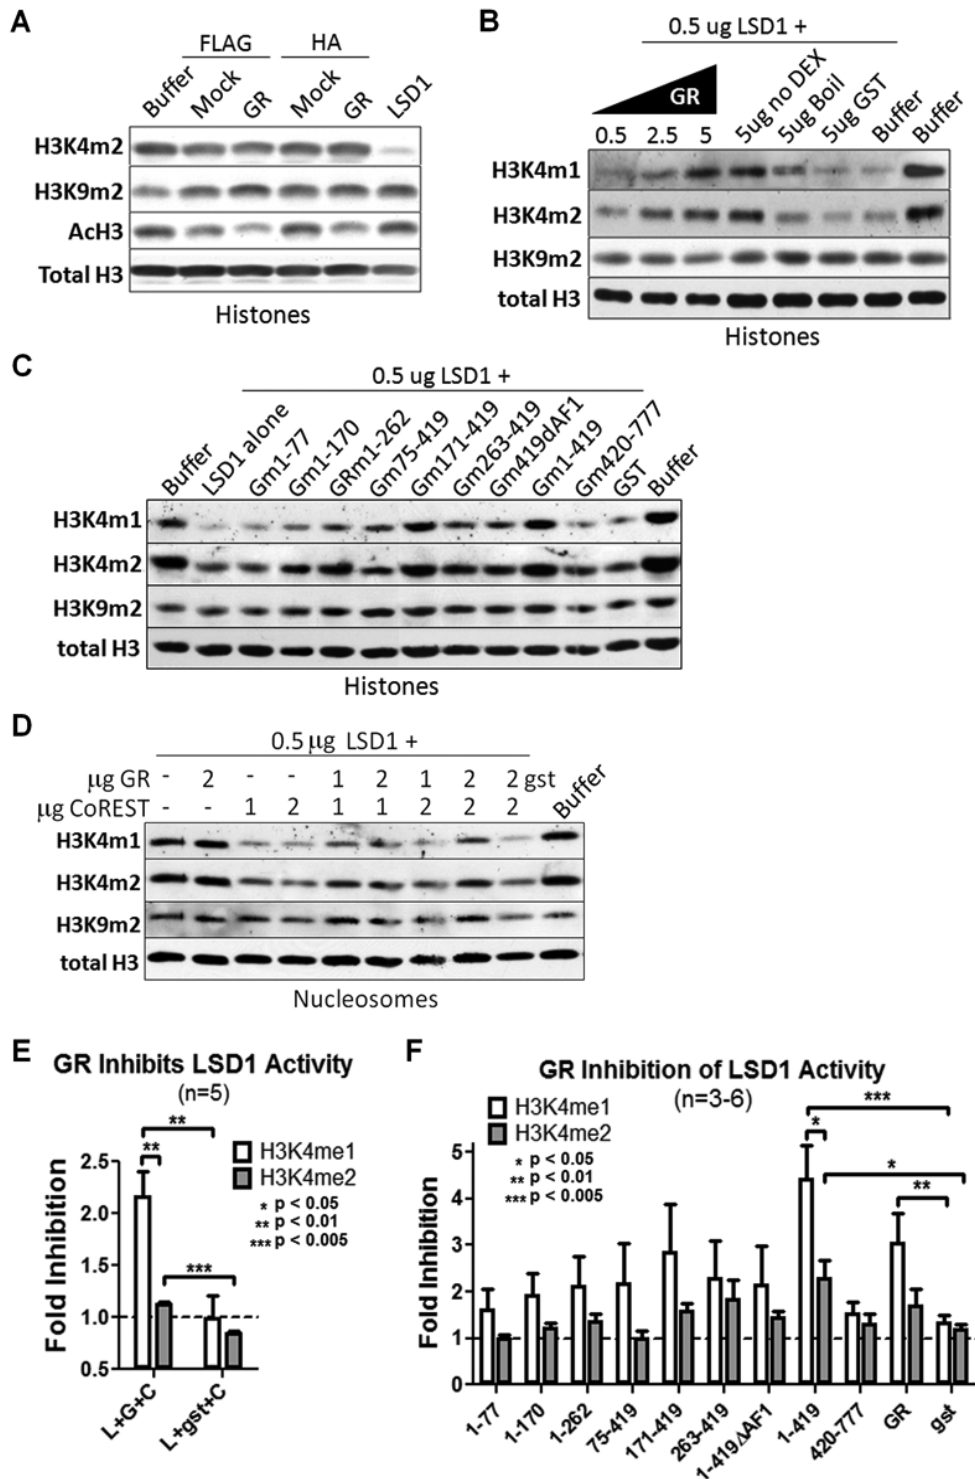 A
FLAG HA
Buffer Mock GR Mock GR LSD1
H3K4m2
H3K9m2
AcH3
Total H3
Histones
B
0.5 ug LSD1 +
GR
0.5 2.5 5 5ug no DEX 5ug Boil 5ug GST Buffer Buffer
H3K4m1
H3K4m2
H3K9m2
total H3
Histones
C
0.5 ug LSD1 +
Buffer LSD1 alone Gm1-77 Gm1-170 GRm1-262 Gm75-419 Gm171-419 Gm263-419 Gm419dAF1 Gm1-419 Gm420-777 GST Buffer
H3K4m1
H3K4m2
H3K9m2
total H3
Histones
D
0.5 μg LSD1 +
μg GR - 2 - - 1 2 1 2 2 gst Buffer
μg CoREST - - 1 2 1 1 2 2 2
H3K4m1
H3K4m2
H3K9m2
total H3
Nucleosomes
E
GR Inhibits LSD1 Activity
(n=5)
** **
H3K4me1
H3K4me2
* p < 0.05
** p < 0.01
*** p < 0.005
***
Fold Inhibition
2.5
2.0
1.5
1.0
0.5
L+G+C L+gst+C
F
GR Inhibition of LSD1 Activity
(n=3-6)
H3K4me1
H3K4me2
* p < 0.05
** p < 0.01
*** p < 0.005
***
*
*
**
Fold Inhibition
5
4
3
2
1
0
1-77 1-170 1-262 75-419 171-419 263-419 1-419ΔAF1 1-419 420-777 GR gst